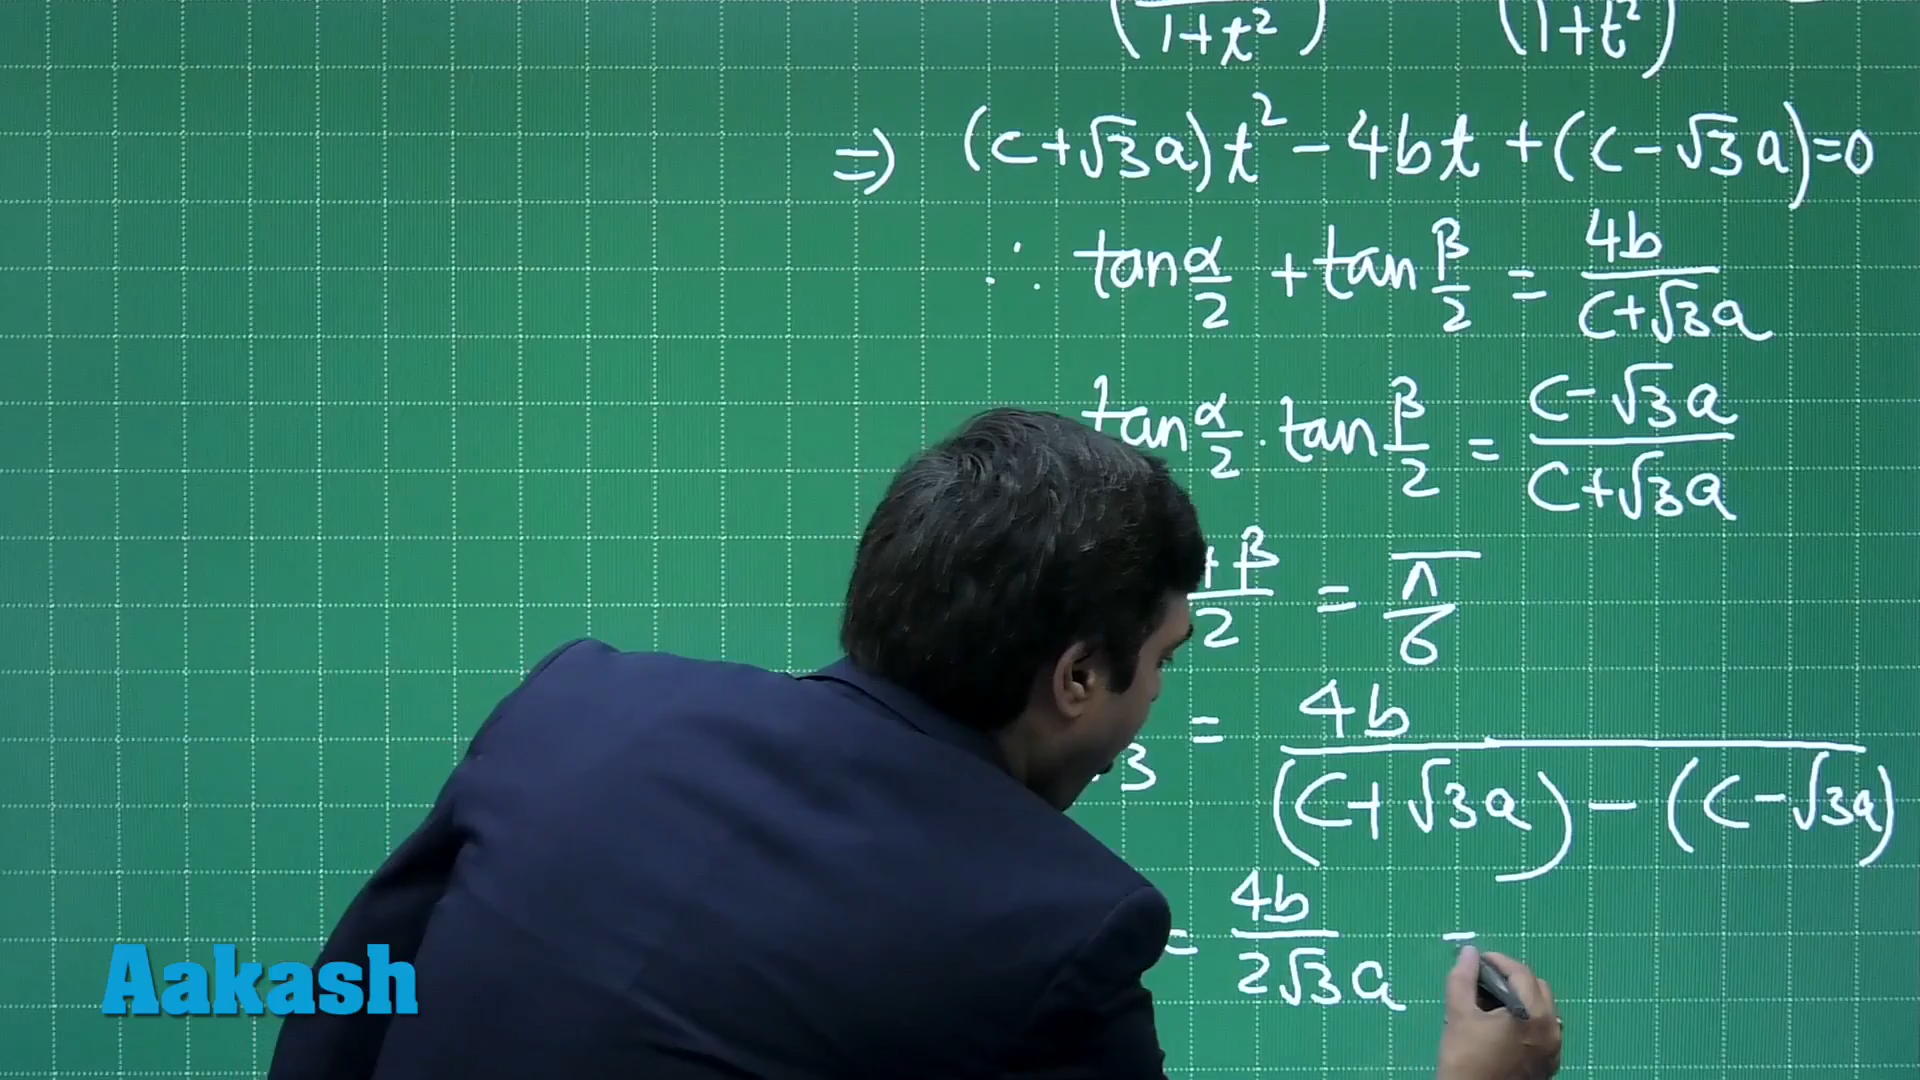 (1+t²) (1+t²)
⇒ (c+√3a)t² - 4bt + (c-√3a)=0
∴ tan α/2 + tan β/2 = 4b/(c+√3a)
tan α/2 · tan β/2 = (c-√3a)/(c+√3a)
+β/2 = π/6
3 = 4b/((c+√3a) - (c-√3a))
= 4b/(2√3a) -
Aakash